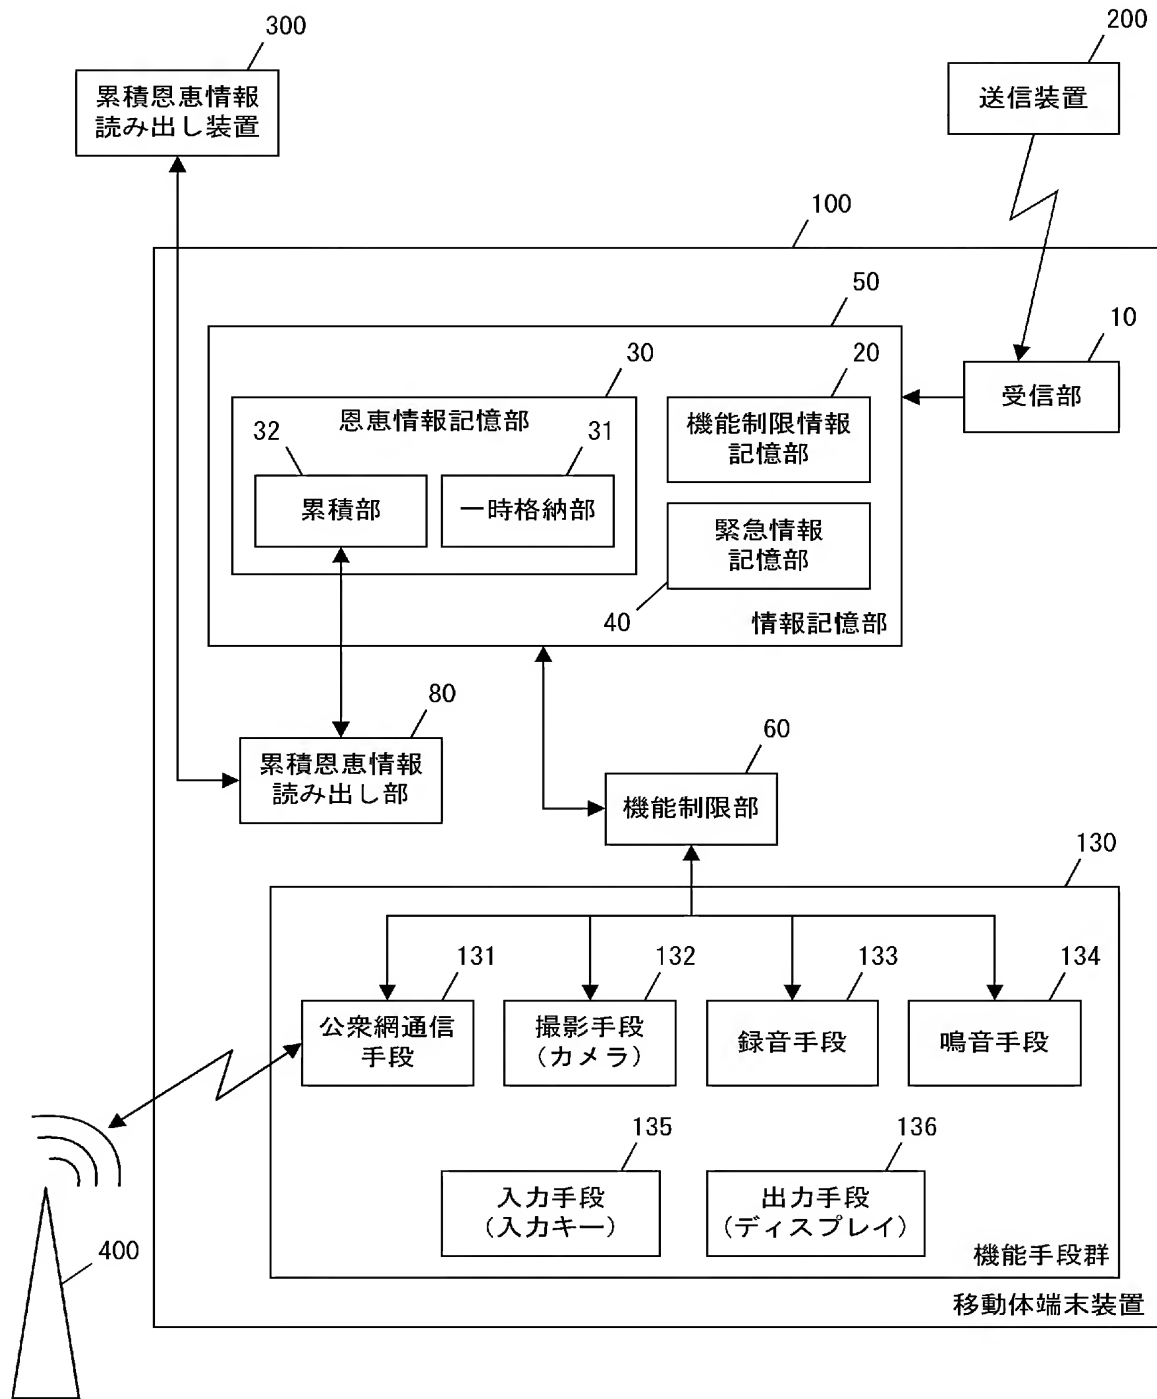 300
累積恩恵情報
読み出し装置
200
送信装置
100
50
10
受信部
30
恩恵情報記憶部
20
機能制限情報
記憶部
32
累積部
31
一時格納部
緊急情報
記憶部
40
情報記憶部
80
累積恩恵情報
読み出し部
60
機能制限部
130
131
公衆網通信
手段
132
撮影手段
(カメラ)
133
録音手段
134
鳴音手段
135
入力手段
(入力キー)
136
出力手段
(ディスプレイ)
機能手段群
移動体端末装置
400